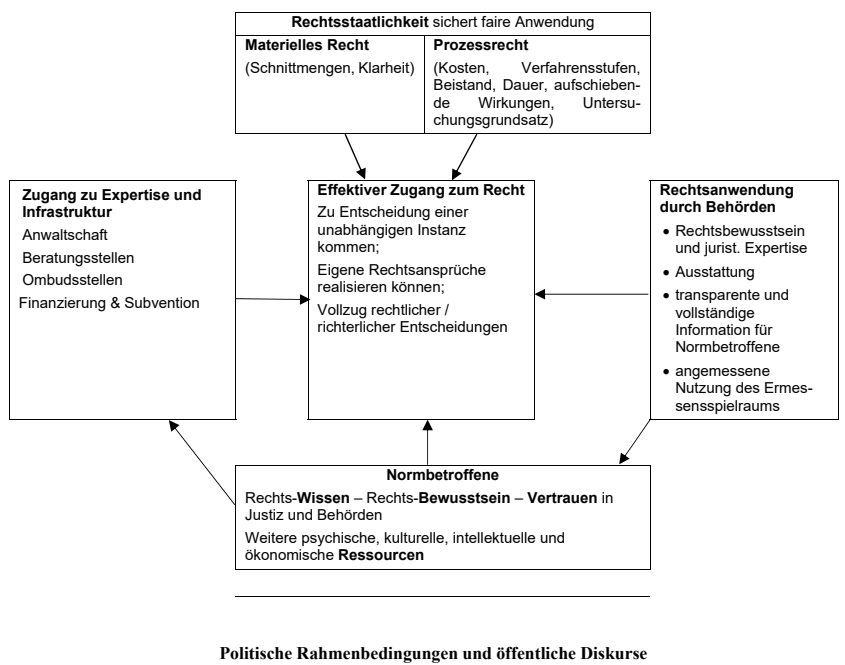 Rechtsstaatlichkeit sichert faire Anwendung
Materielles Recht
(Schnittmengen, Klarheit)
Prozessrecht
(Kosten, Verfahrensstufen,
Beistand, Dauer, aufschieben-
de Wirkungen, Untersu-
chungsgrundsatz)
Zugang zu Expertise und
Infrastruktur
Anwaltschaft
Beratungsstellen
Ombudsstellen
Finanzierung & Subvention
Effektiver Zugang zum Recht
Zu Entscheidung einer
unabhängigen Instanz
kommen;
Eigene Rechtsansprüche
realisieren können;
Vollzug rechtlicher /
richterlicher Entscheidungen
Rechtsanwendung
durch Behörden
• Rechtsbewusstsein
und jurist. Expertise
• Ausstattung
• transparente und
vollständige
Information für
Normbetroffene
• angemessene
Nutzung des Ermes-
sensspielraums
Normbetroffene
Rechts-Wissen – Rechts-Bewusstsein – Vertrauen in
Justiz und Behörden
Weitere psychische, kulturelle, intellektuelle und
ökonomische Ressourcen
Politische Rahmenbedingungen und öffentliche Diskurse